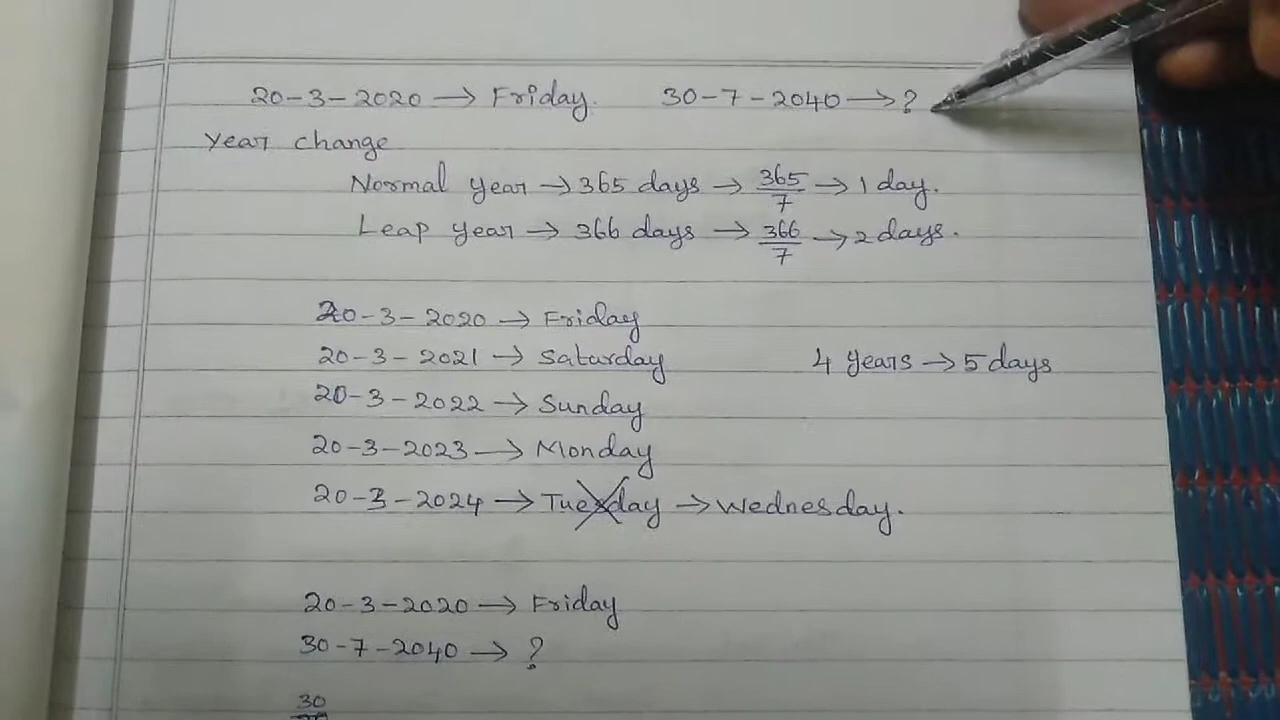 20-3-2020 → Friday. 30-7-2040 → ?
Year change
Normal year → 365 days → 365/7 → 1 day.
Leap year → 366 days → 366/7 → 2 days.
20-3-2020 → Friday
20-3-2021 → Saturday 4 years → 5 days
20-3-2022 → Sunday
20-3-2023 → Monday
20-3-2024 → Tuesday → Wednesday.
20-3-2020 → Friday
30-7-2040 → ?
30